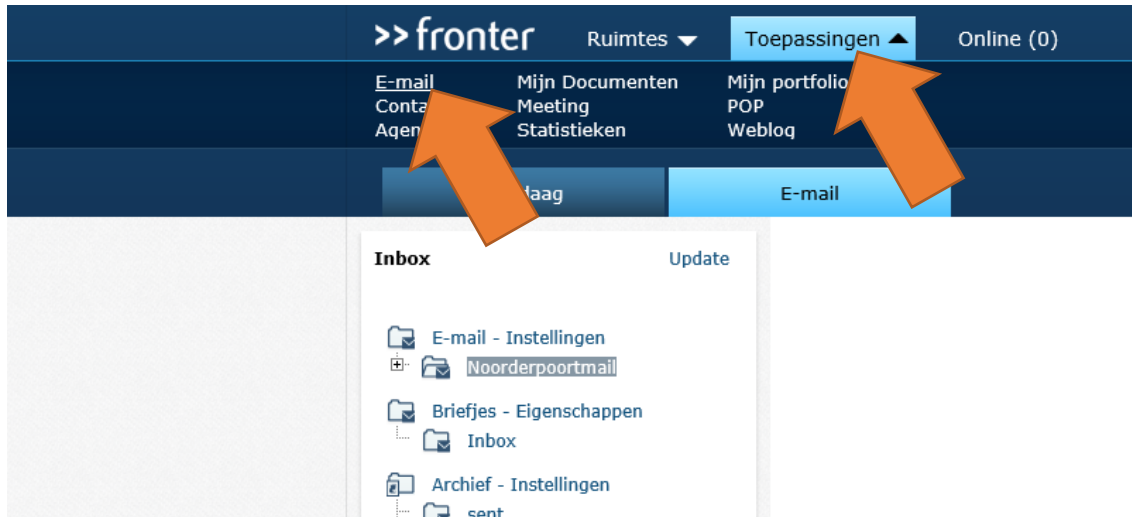 >> fronter Ruimtes Toepassingen Online (0)
E-mail Mijn Documenten Mijn portfolio
Meeting POP
Statistieken Weblog
E-mail
Inbox Update
E-mail - Instellingen
Noorderpoortmail
Briefjes - Eigenschappen
Inbox
Archief - Instellingen
sent